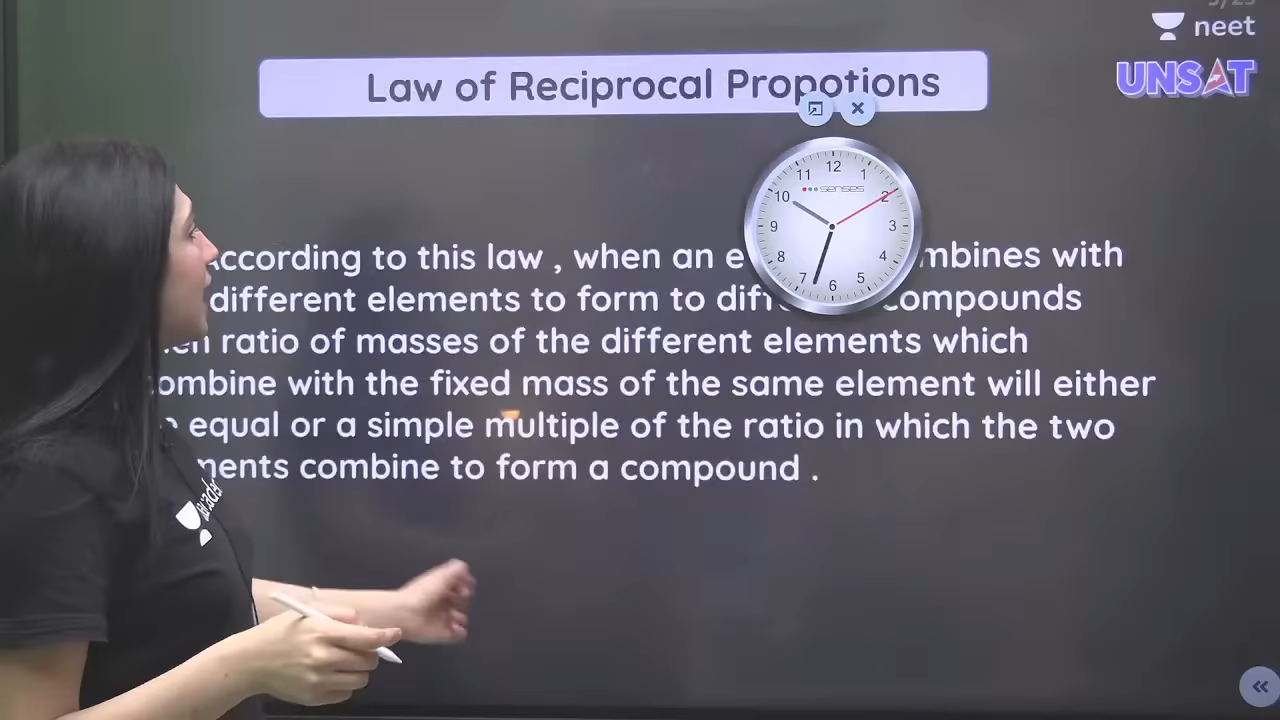 neet
UNSAT
Law of Reciprocal Propotions
12
11 1
senses
10 2
9 3
8 4
7 5
6
According to this law , when an e mbines with
different elements to form to diff compounds
ratio of masses of the different elements which
ombine with the fixed mass of the same element will either
equal or a simple multiple of the ratio in which the two
ments combine to form a compound .